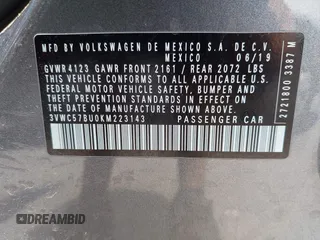 MFD BY VOLKSWAGEN DE MEXICO S.A. DE C.V.
MEXICO 06/19
GVWR 4123 GAWR FRONT 2161 / REAR 2072 LBS
THIS VEHICLE CONFORMS TO ALL APPLICABLE U.S.
FEDERAL MOTOR VEHICLE SAFETY, BUMPER AND
THEFT PREVENTION STANDARDS IN EFFECT ON THE
DATE OF MANUFACTURE SHOWN ABOVE.
3VWC57BU0KM223143 PASSENGER CAR
2721800 3387 M
© DREAMBID